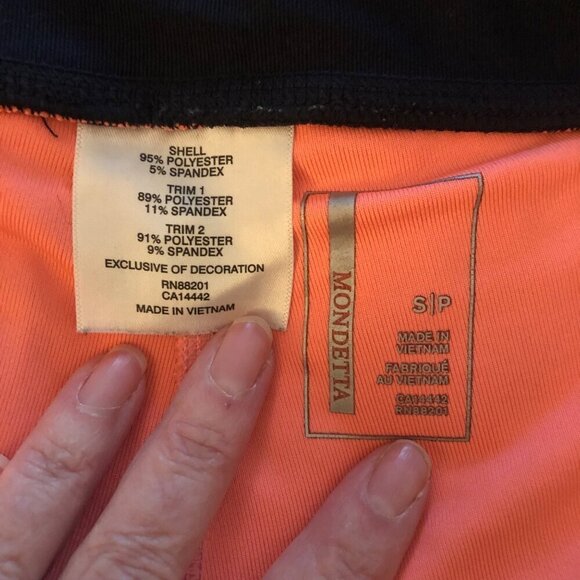 SHELL
95% POLYESTER
5% SPANDEX
TRIM 1
89% POLYESTER
11% SPANDEX
TRIM 2
91% POLYESTER
9% SPANDEX
EXCLUSIVE OF DECORATION
RN88201
CA14442
MADE IN VIETNAM
MONDETTA
S|P
MADE IN
VIETNAM
FABRIQUÉ
AU VIETNAM
CA14442
RN88201